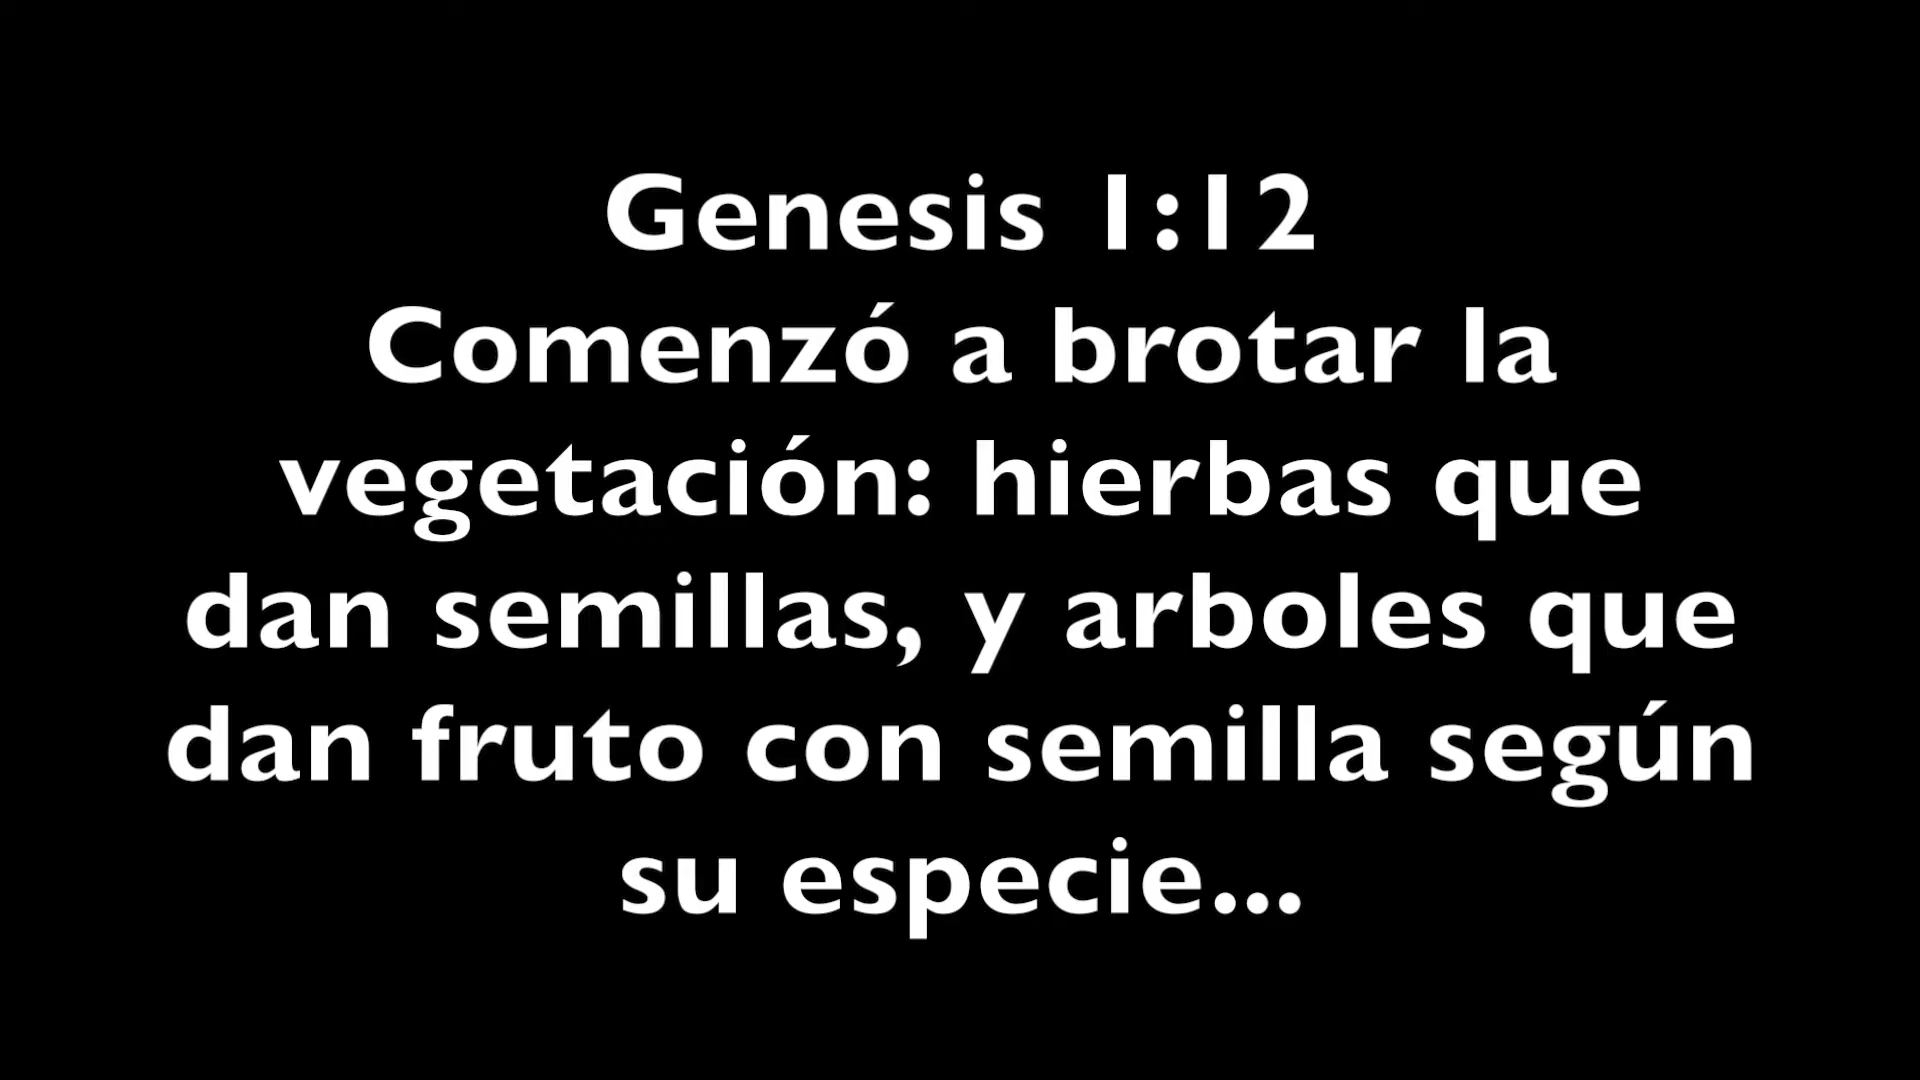 Genesis 1:12
Comenzó a brotar la
vegetación: hierbas que
dan semillas, y arboles que
dan fruto con semilla según
su especie...